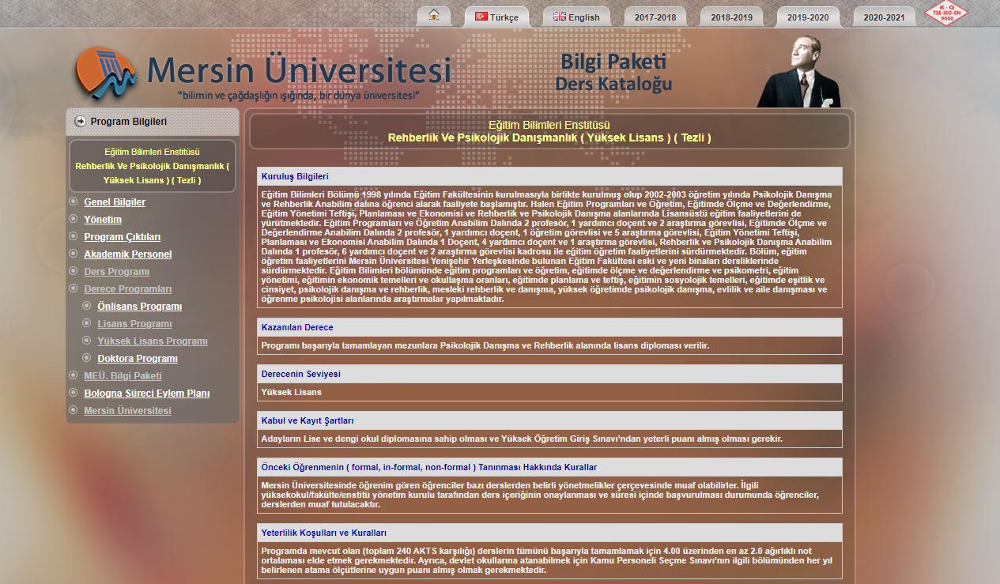 Türkçe
English
2017-2018
2018-2019
2019-2020
2020-2021
K - Q
TSE-ISO-EN
9000
Mersin Üniversitesi
“bilimin ve çağdaşlığın ışığında, bir dünya üniversitesi”
Bilgi Paketi
Ders Kataloğu
Program Bilgileri
Eğitim Bilimleri Enstitüsü
Rehberlik Ve Psikolojik Danışmanlık (
Yüksek Lisans ) ( Tezli )
Genel Bilgiler
Yönetim
Program Çıktıları
Akademik Personel
Ders Programı
Derece Programları
Önlisans Programı
Lisans Programı
Yüksek Lisans Programı
Doktora Programı
MEÜ. Bilgi Paketi
Bologna Süreci Eylem Planı
Mersin Üniversitesi
Eğitim Bilimleri Enstitüsü
Rehberlik Ve Psikolojik Danışmanlık ( Yüksek Lisans ) ( Tezli )
Kuruluş Bilgileri
Eğitim Bilimleri Bölümü 1998 yılında Eğitim Fakültesinin kurulmasıyla birlikte kurulmuş olup 2002-2003 öğretim yılında Psikolojik Danışma
ve Rehberlik Anabilim dalına öğrenci alarak faaliyete başlamıştır. Halen Eğitim Programları ve Öğretim, Eğitimde Ölçme ve Değerlendirme,
Eğitim Yönetimi Teftişi, Planlaması ve Ekonomisi ve Rehberlik ve Psikolojik Danışma alanlarında Lisansüstü eğitim faaliyetlerini de
yürütmektedir. Eğitim Programları ve Öğretim Anabilim Dalında 2 profesör, 1 yardımcı doçent ve 2 araştırma görevlisi, Eğitimde Ölçme ve
Değerlendirme Anabilim Dalında 2 profesör, 1 yardımcı doçent, 1 öğretim görevlisi ve 5 araştırma görevlisi, Eğitim Yönetimi Teftişi,
Planlaması ve Ekonomisi Anabilim Dalında 1 Doçent, 4 yardımcı doçent ve 1 araştırma görevlisi, Rehberlik ve Psikolojik Danışma Anabilim
Dalında 1 profesör, 6 yardımcı doçent ve 2 araştırma görevlisi kadrosu ile eğitim öğretim faaliyetlerini sürdürmektedir. Bölüm, eğitim
öğretim faaliyetlerini Mersin Üniversitesi Yenişehir Yerleşkesinde bulunan Eğitim Fakültesi eski ve yeni binaları dersliklerinde
sürdürmektedir. Eğitim Bilimleri bölümünde eğitim programları ve öğretim, eğitimde ölçme ve değerlendirme ve psikometri, eğitim
yönetimi, eğitimin ekonomik temelleri ve okullaşma oranları, eğitimde planlama ve teftiş, eğitimin sosyolojik temelleri, eğitimde eşitlik ve
cinsiyet, psikolojik danışma ve rehberlik, mesleki rehberlik ve danışma, yüksek öğretimde psikolojik danışma, evlilik ve aile danışması ve
öğrenme psikolojisi alanlarında araştırmalar yapılmaktadır.
Kazanılan Derece
Programı başarıyla tamamlayan mezunlara Psikolojik Danışma ve Rehberlik alanında lisans diploması verilir.
Derecenin Seviyesi
Yüksek Lisans
Kabul ve Kayıt Şartları
Adayların Lise ve dengi okul diplomasına sahip olması ve Yüksek Öğretim Giriş Sınavı’ndan yeterli puanı almış olması gerekir.
Önceki Öğrenmenin ( formal, in-formal, non-formal ) Tanınması Hakkında Kurallar
Mersin Üniversitesinde öğrenim gören öğrenciler bazı derslerden belirli yönetmelikler çerçevesinde muaf olabilirler. İlgili
yüksekokul/fakülte/enstitü yönetim kurulu tarafından ders içeriğinin onaylanması ve süresi içinde başvurulması durumunda öğrenciler,
derslerden muaf tutulacaktır.
Yeterlilik Koşulları ve Kuralları
Programda mevcut olan (toplam 240 AKTS karşılığı) derslerin tümünü başarıyla tamamlamak için 4.00 üzerinden en az 2.0 ağırlıklı not
ortalaması elde etmek gerekmektedir. Ayrıca, devlet okullarına atanabilmek için Kamu Personeli Seçme Sınavı’nın ilgili bölümünden her yıl
belirlenen atama ölçütlerine uygun puanı almış olmak gerekmektedir.